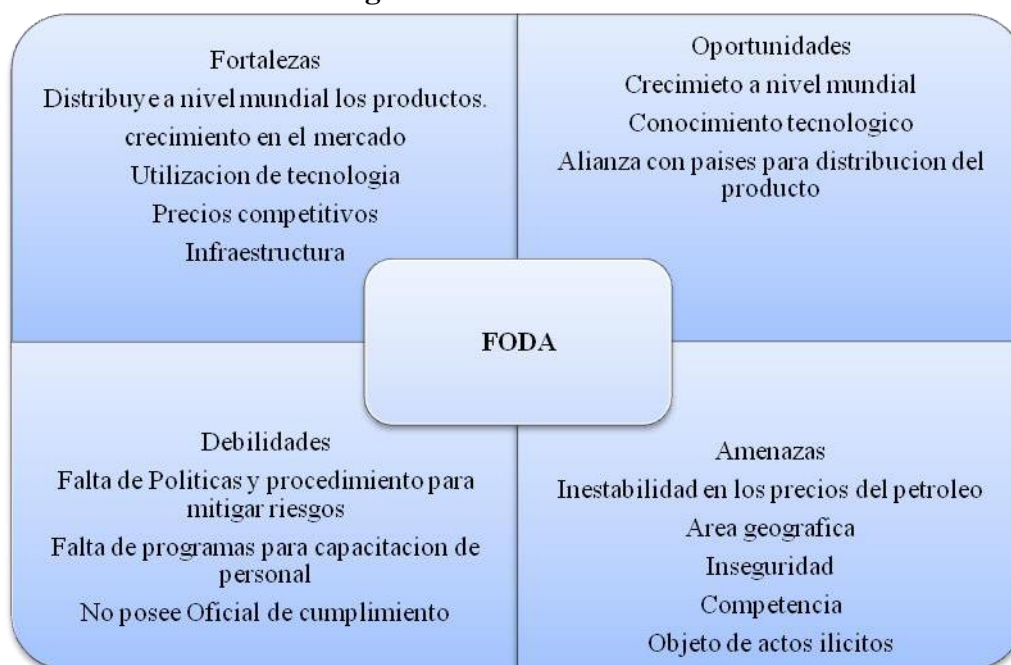 Fortalezas
Distribuye a nivel mundial los productos.
crecimiento en el mercado
Utilizacion de tecnologia
Precios competitivos
Infraestructura
Oportunidades
Crecimieto a nivel mundial
Conocimiento tecnologico
Alianza con paises para distribucion del
producto
FODA
Debilidades
Falta de Politicas y procedimiento para
mitigar riesgos
Falta de programas para capacitacion de
personal
No posee Oficial de cumplimiento
Amenazas
Inestabilidad en los precios del petroleo
Area geografica
Inseguridad
Competencia
Objeto de actos ilicitos